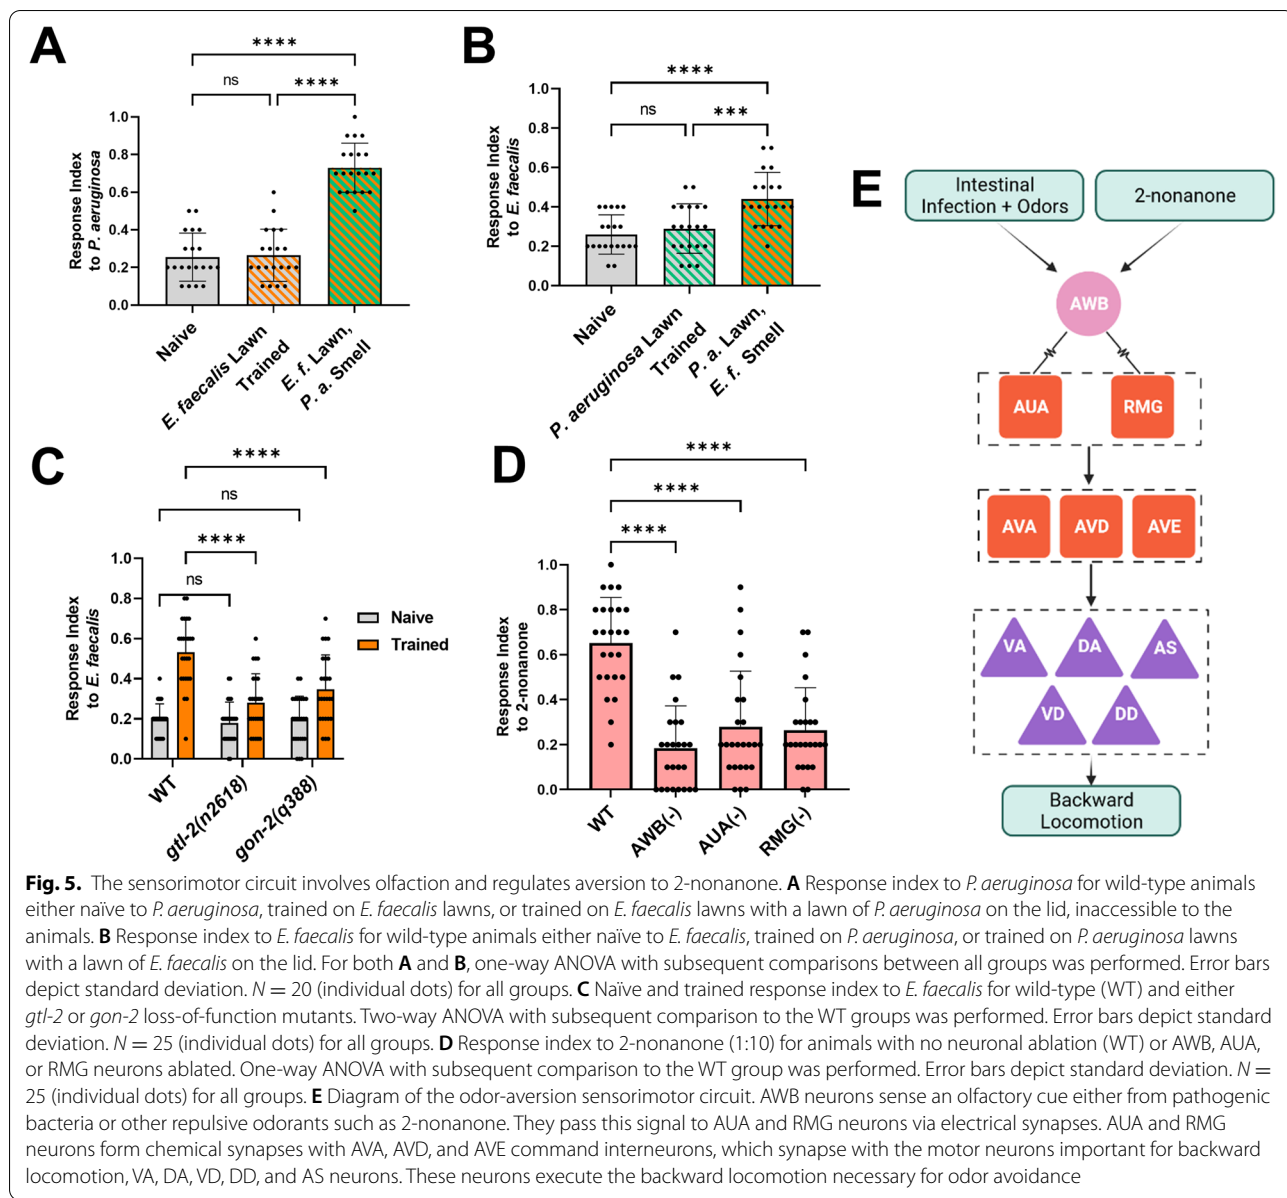 A
****
ns
****
Response Index
to P. aeruginosa
1.0
0.8
0.6
0.4
0.2
0.0
Naive
E. faecalis Lawn
Trained
E. f. Lawn,
P. a. Smell
B
****
ns
***
Response Index
to E. faecalis
1.0
0.8
0.6
0.4
0.2
0.0
Naive
P. aeruginosa Lawn
Trained
P. a. Lawn,
E. f. Smell
C
****
ns
****
ns
Response Index
to E. faecalis
1.0
0.8
0.6
0.4
0.2
0.0
Naive
Trained
WT
gtl-2(n2618)
gon-2(q388)
D
****
****
****
Response Index
to 2-nonanone
1.0
0.8
0.6
0.4
0.2
0.0
WT
AWB(-)
AUA(-)
RMG(-)
E
Intestinal
Infection + Odors
2-nonanone
AWB
AUA
RMG
AVA
AVD
AVE
VA
DA
AS
VD
DD
Backward
Locomotion
Fig. 5. The sensorimotor circuit involves olfaction and regulates aversion to 2-nonanone. A Response index to P. aeruginosa for wild-type animals
either naïve to P. aeruginosa, trained on E. faecalis lawns, or trained on E. faecalis lawns with a lawn of P. aeruginosa on the lid, inaccessible to the
animals. B Response index to E. faecalis for wild-type animals either naïve to E. faecalis, trained on P. aeruginosa, or trained on P. aeruginosa lawns
with a lawn of E. faecalis on the lid. For both A and B, one-way ANOVA with subsequent comparisons between all groups was performed. Error bars
depict standard deviation. N = 20 (individual dots) for all groups. C Naïve and trained response index to E. faecalis for wild-type (WT) and either
gtl-2 or gon-2 loss-of-function mutants. Two-way ANOVA with subsequent comparison to the WT groups was performed. Error bars depict standard
deviation. N = 25 (individual dots) for all groups. D Response index to 2-nonanone (1:10) for animals with no neuronal ablation (WT) or AWB, AUA,
or RMG neurons ablated. One-way ANOVA with subsequent comparison to the WT group was performed. Error bars depict standard deviation. N =
25 (individual dots) for all groups. E Diagram of the odor-aversion sensorimotor circuit. AWB neurons sense an olfactory cue either from pathogenic
bacteria or other repulsive odorants such as 2-nonanone. They pass this signal to AUA and RMG neurons via electrical synapses. AUA and RMG
neurons form chemical synapses with AVA, AVD, and AVE command interneurons, which synapse with the motor neurons important for backward
locomotion, VA, DA, VD, DD, and AS neurons. These neurons execute the backward locomotion necessary for odor avoidance